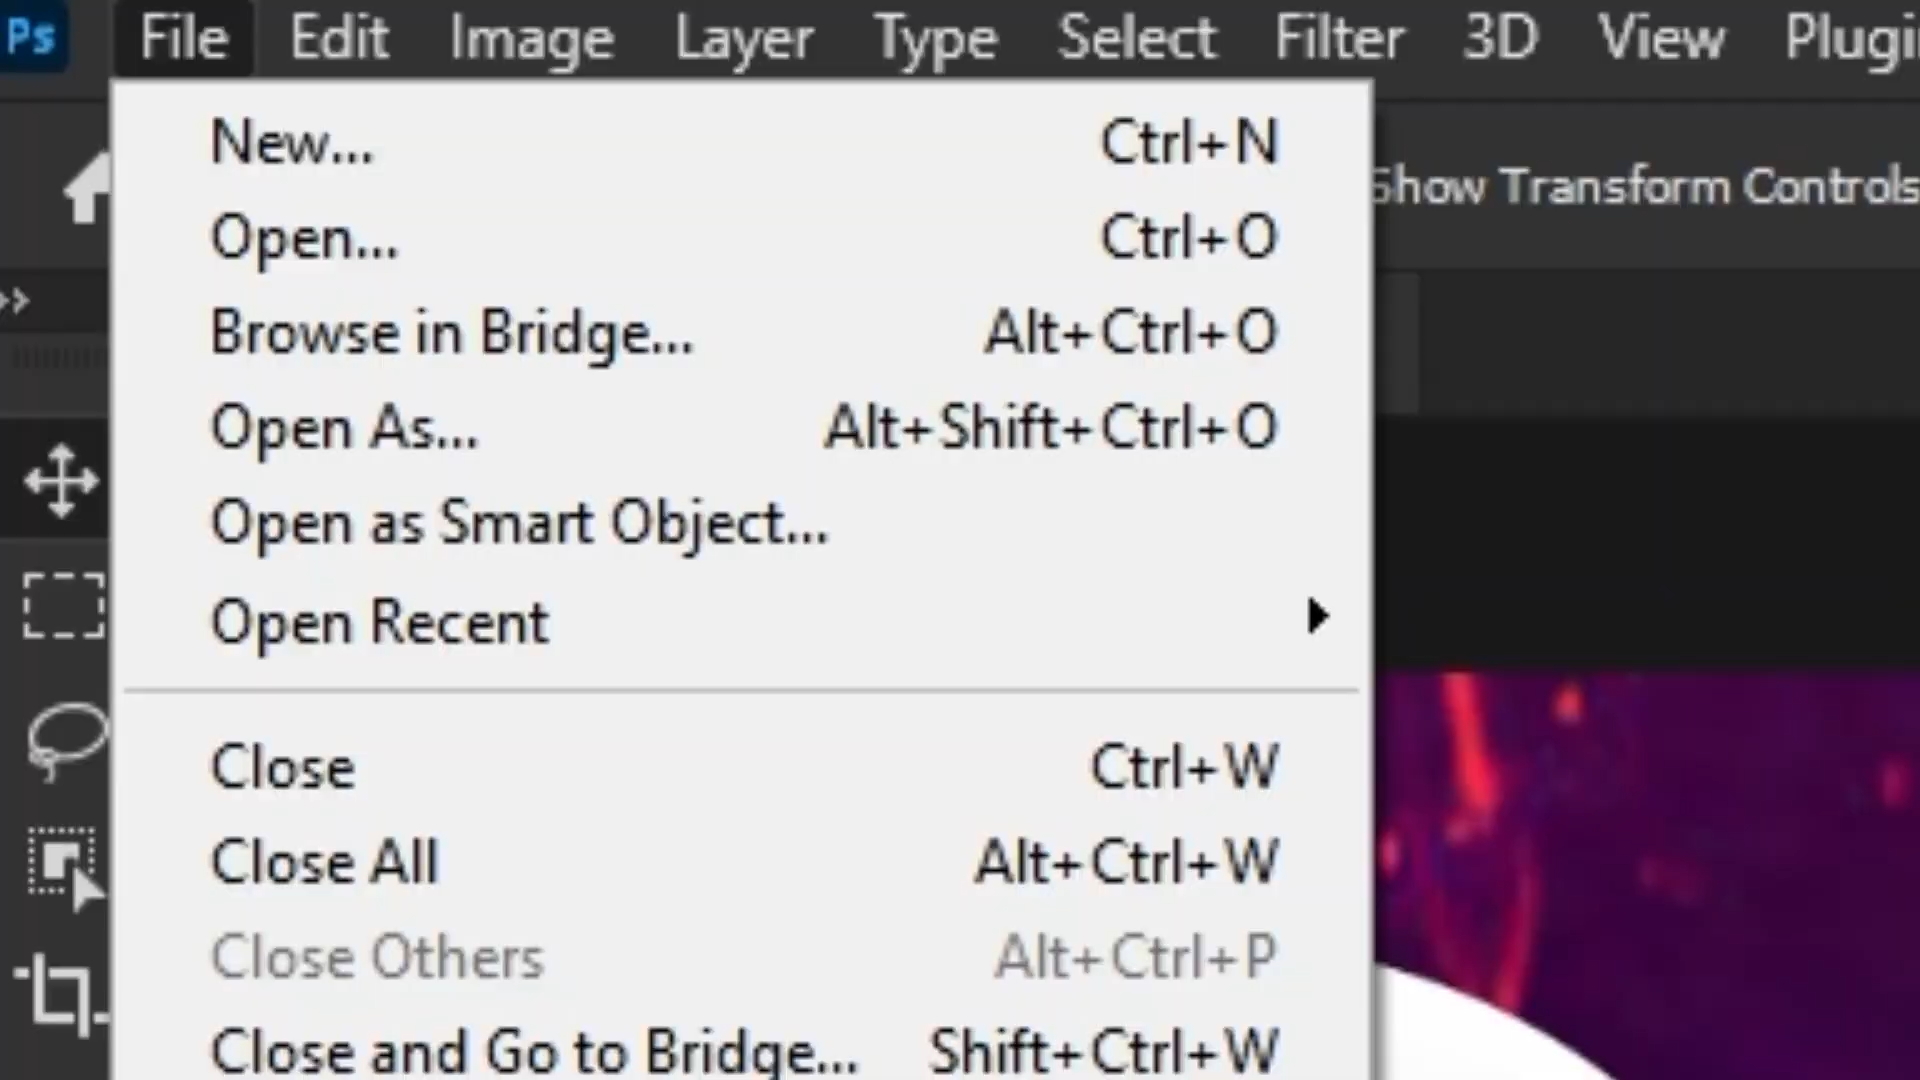 Ps File Edit Image Layer Type Select Filter 3D View
New... Ctrl+N
Show Transform Controls
Open... Ctrl+O
Browse in Bridge... Alt+Ctrl+O
Open As... Alt+Shift+Ctrl+O
Open as Smart Object...
Open Recent
Close Ctrl+W
Close All Alt+Ctrl+W
Close Others Alt+Ctrl+P
Close and Go to Bridge... Shift+Ctrl+W